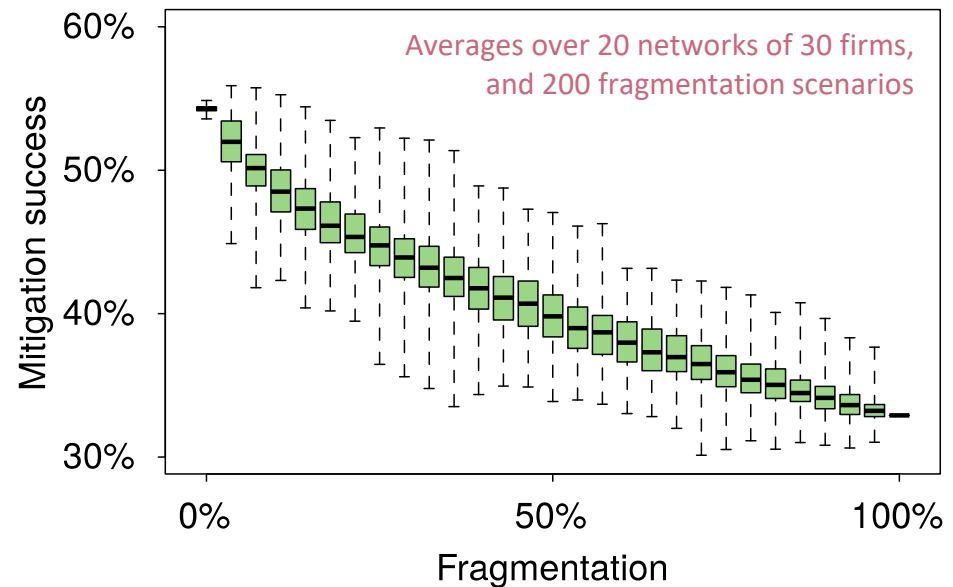 60%
50%
40%
30%
Mitigation success
Averages over 20 networks of 30 firms,
and 200 fragmentation scenarios
0%
50%
100%
Fragmentation